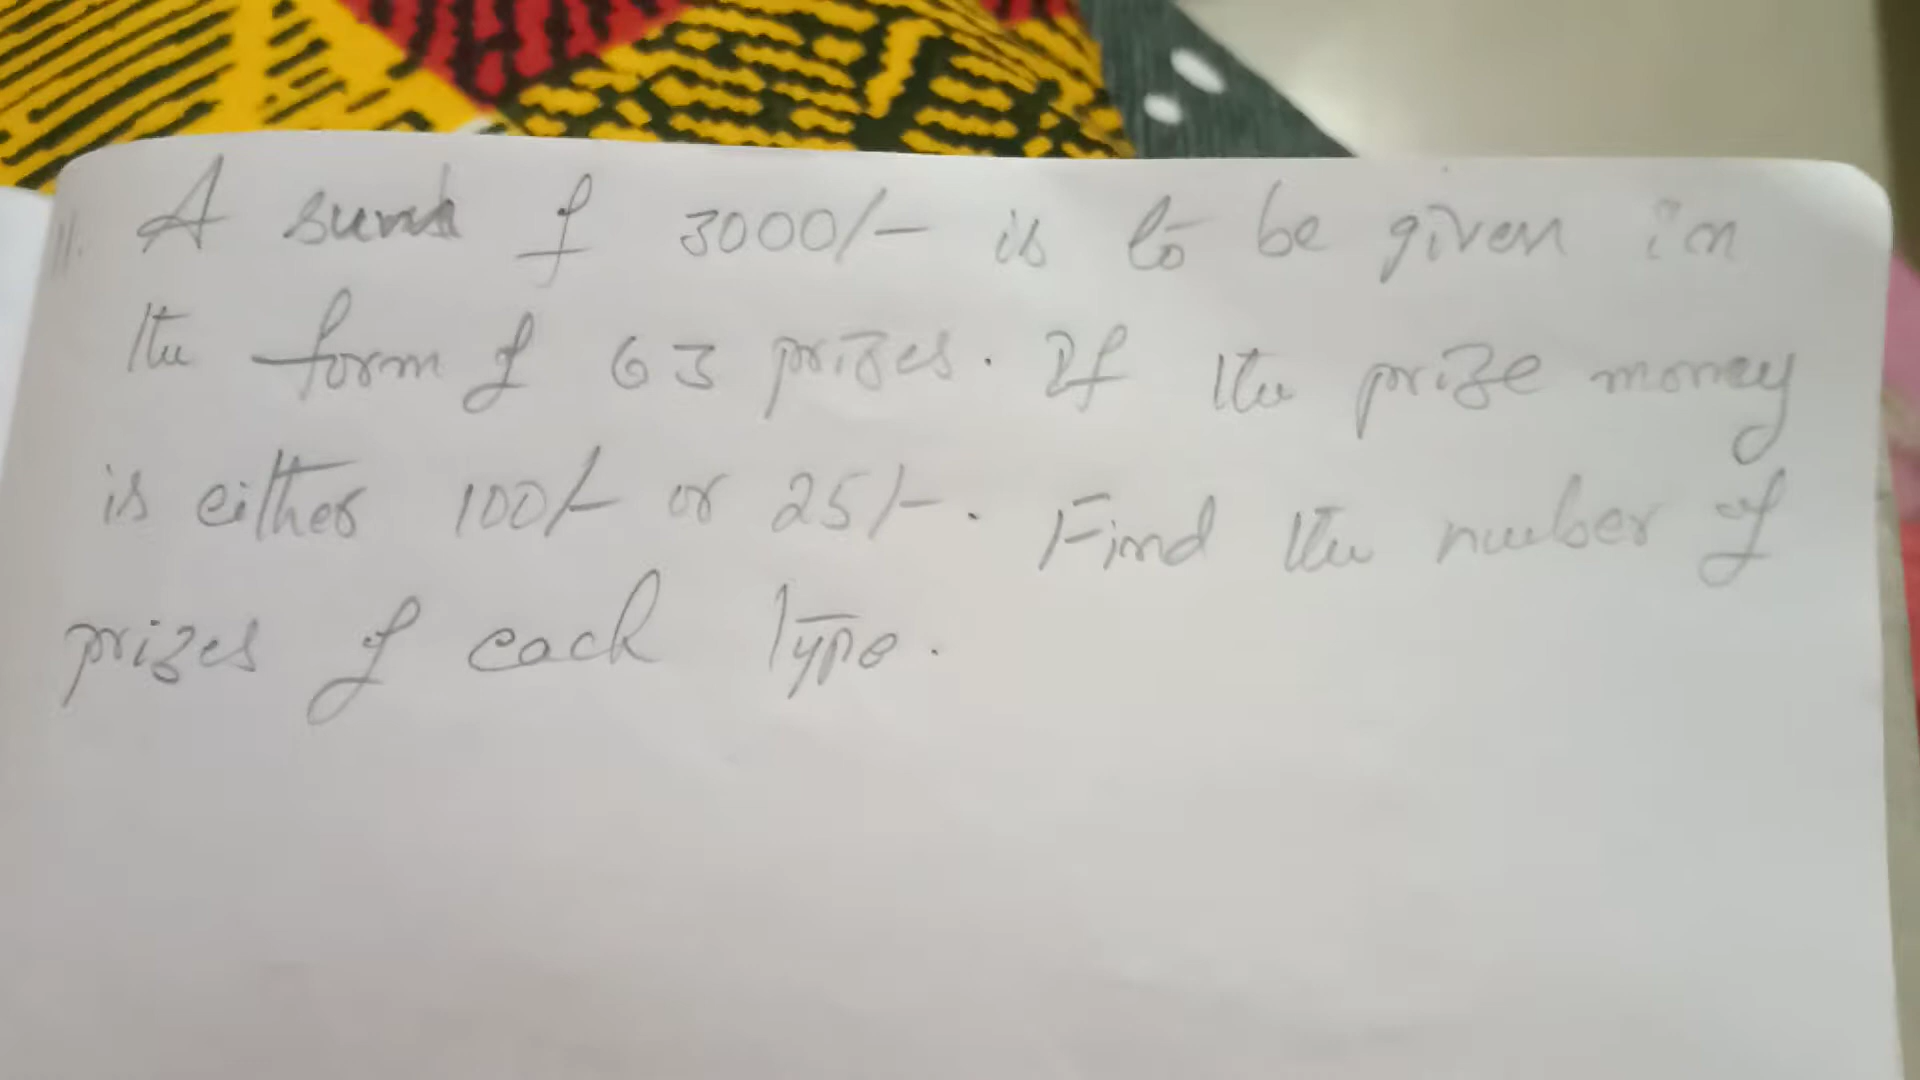 11. A sum of 3000/- is to be given in
the form of 63 prizes. If the prize money
is either 100/- or 25/-. Find the number of
prizes of each type.